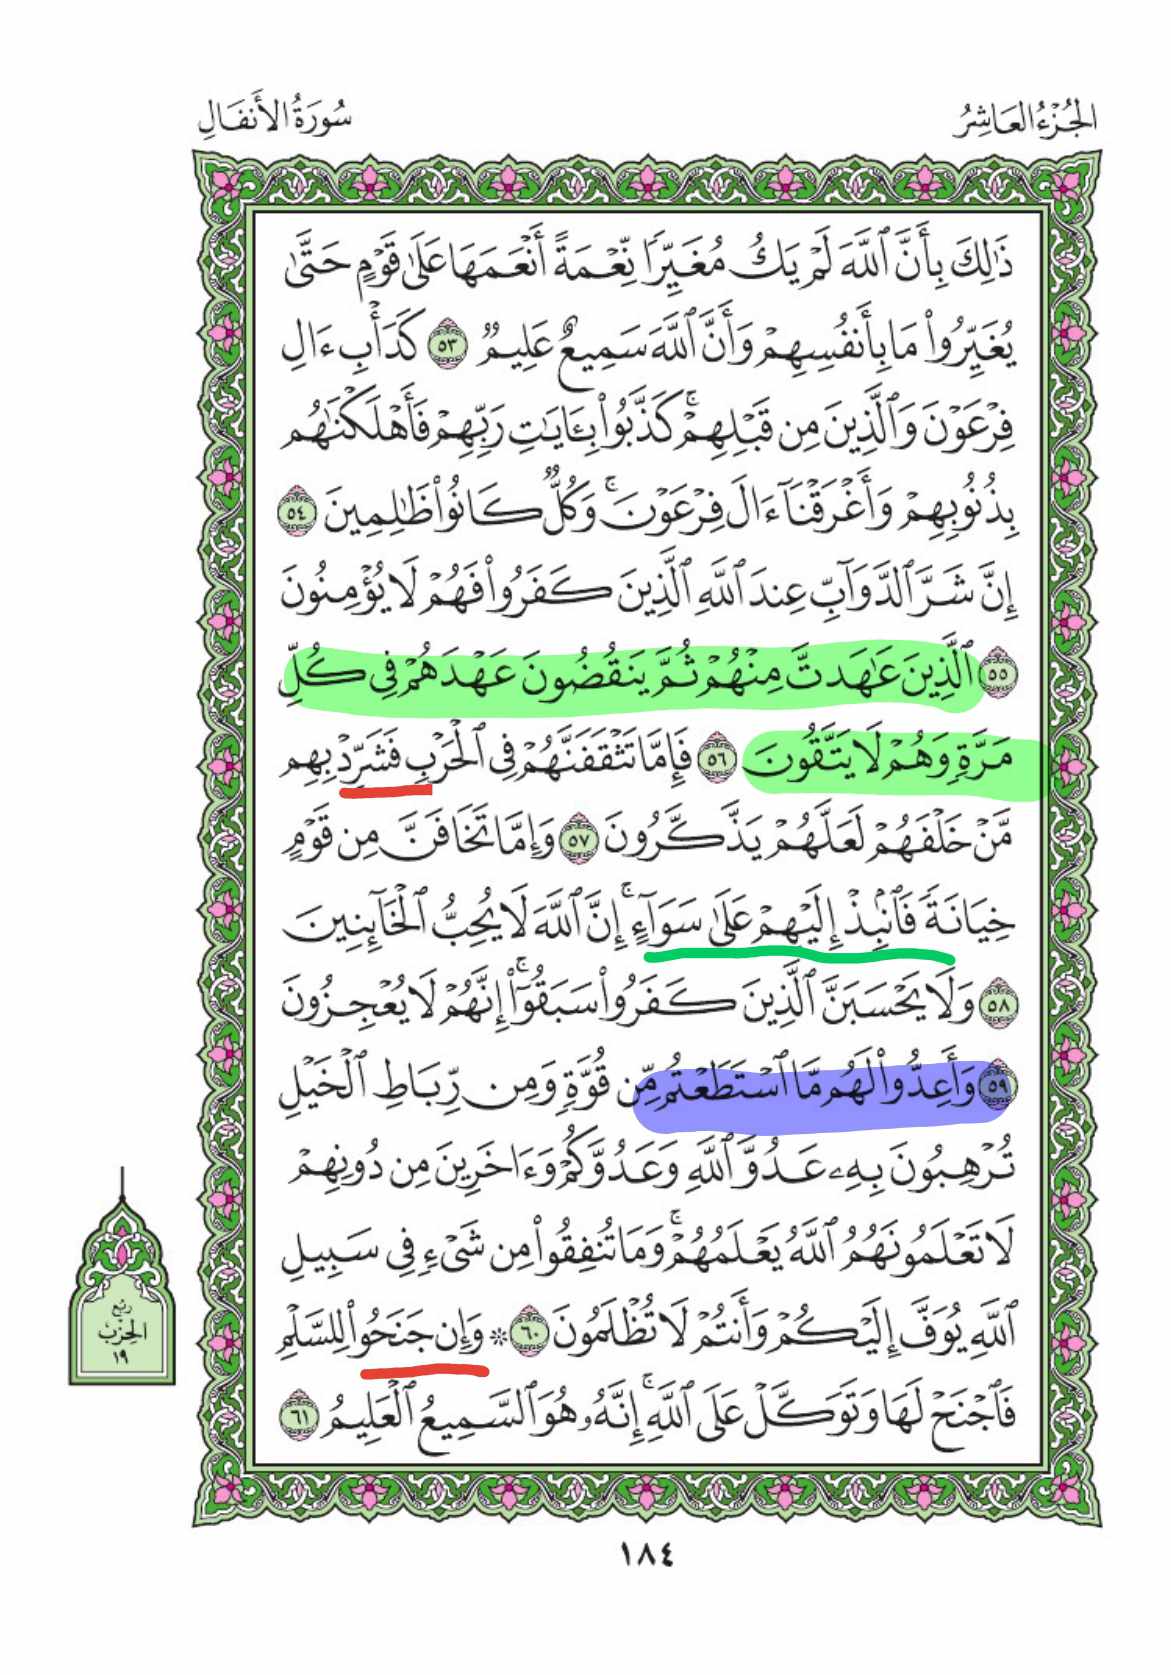 الجُزْءُ العَاشِرُ
سُورَةُ الأَنفَالِ
ذَٰلِكَ بِأَنَّ ٱللَّهَ لَمْ يَكُ مُغَيِّرًا نِّعْمَةً أَنْعَمَهَا عَلَىٰ قَوْمٍ حَتَّىٰ
يُغَيِّرُواْ مَا بِأَنفُسِهِمْ وَأَنَّ ٱللَّهَ سَمِيعٌ عَلِيمٌ ٥٣ كَدَأْبِ ءَالِ
فِرْعَوْنَ وَٱلَّذِينَ مِن قَبْلِهِمْۚ كَذَّبُواْ بِـَٔايَٰتِ رَبِّهِمْ فَأَهْلَكْنَٰهُم
بِذُنُوبِهِمْ وَأَغْرَقْنَآ ءَالَ فِرْعَوْنَۚ وَكُلٌّ كَانُواْ ظَٰلِمِينَ ٥٤
إِنَّ شَرَّ ٱلدَّوَآبِّ عِندَ ٱللَّهِ ٱلَّذِينَ كَفَرُواْ فَهُمْ لَا يُؤْمِنُونَ
٥٥ ٱلَّذِينَ عَٰهَدتَّ مِنْهُمْ ثُمَّ يَنقُضُونَ عَهْدَهُمْ فِى كُلِّ
مَرَّةٍ وَهُمْ لَا يَتَّقُونَ ٥٦ فَإِمَّا تَثْقَفَنَّهُمْ فِى ٱلْحَرْبِ فَشَرِّدْ بِهِم
مَّنْ خَلْفَهُمْ لَعَلَّهُمْ يَذَّكَّرُونَ ٥٧ وَإِمَّا تَخَافَنَّ مِن قَوْمٍ
خِيَانَةً فَٱنۢبِذْ إِلَيْهِمْ عَلَىٰ سَوَآءٍۚ إِنَّ ٱللَّهَ لَا يُحِبُّ ٱلْخَآئِنِينَ
٥٨ وَلَا يَحْسَبَنَّ ٱلَّذِينَ كَفَرُواْ سَبَقُوٓاْۚ إِنَّهُمْ لَا يُعْجِزُونَ
٥٩ وَأَعِدُّواْ لَهُم مَّا ٱسْتَطَعْتُم مِّن قُوَّةٍ وَمِن رِّبَاطِ ٱلْخَيْلِ
تُرْهِبُونَ بِهِۦ عَدُوَّ ٱللَّهِ وَعَدُوَّكُمْ وَءَاخَرِينَ مِن دُونِهِمْ
لَا تَعْلَمُونَهُمُ ٱللَّهُ يَعْلَمُهُمْۚ وَمَا تُنفِقُواْ مِن شَىْءٍ فِى سَبِيلِ
ٱللَّهِ يُوَفَّ إِلَيْكُمْ وَأَنتُمْ لَا تُظْلَمُونَ ٦٠ ۞ وَإِن جَنَحُواْ لِلسَّلْمِ
فَٱجْنَحْ لَهَا وَتَوَكَّلْ عَلَى ٱللَّهِۚ إِنَّهُۥ هُوَ ٱلسَّمِيعُ ٱلْعَلِيمُ ٦١
رُبْع
الحِزْب
١٩
١٨٤